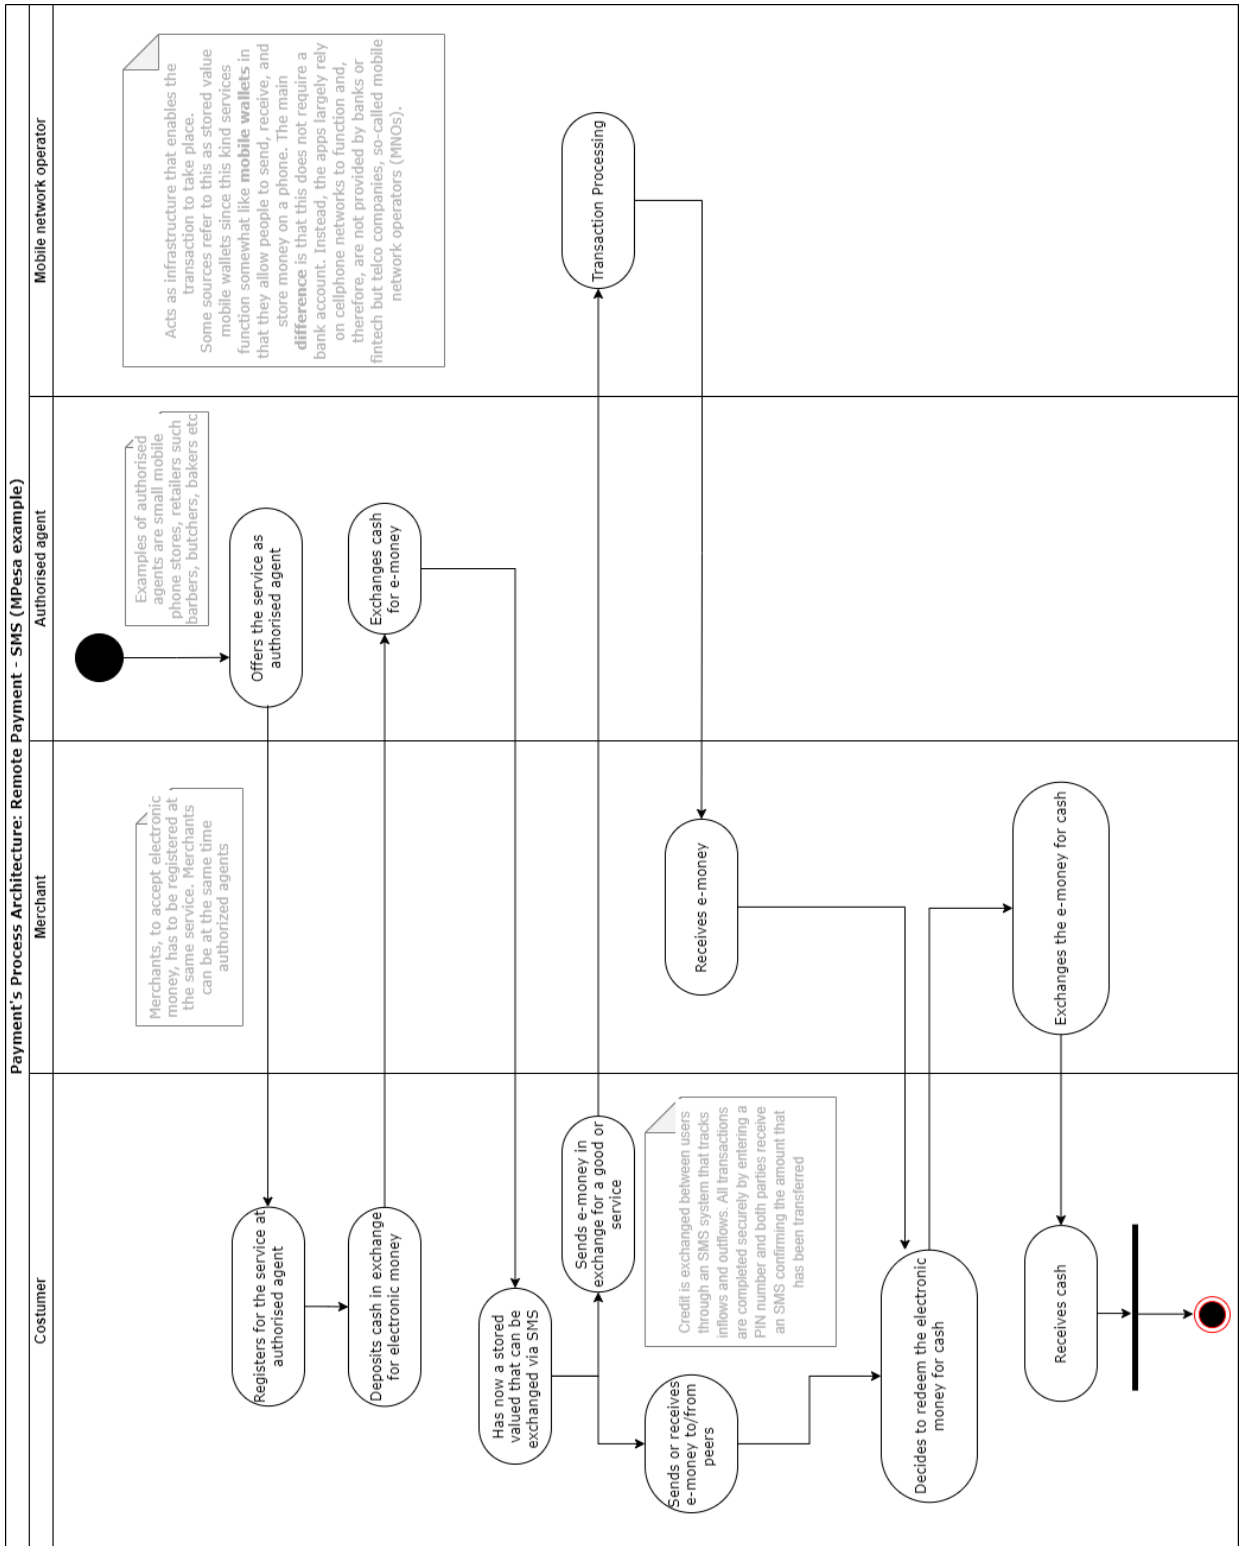 Payment's Process Architecture: Remote Payment - SMS (MPesa example)
Mobile network operator
Acts as infrastructure that enables the
transaction to take place.
Some sources refer to this as stored value
mobile wallets since this kind services
function somewhat like mobile wallets in
that they allow people to send, receive, and
store money on a phone. The main
difference is that this does not require a
bank account. Instead, the apps largely rely
on cellphone networks to function and,
therefore, are not provided by banks or
fintech but telco companies, so-called mobile
network operators (MNOs).
Transaction Processing
Authorised agent
Examples of authorised
agents are small mobile
phone stores, retailers such
barbers, butchers, bakers etc
Offers the service as
authorised agent
Exchanges cash
for e-money
Merchant
Merchants, to accept electronic
money, has to be registered at
the same service. Merchants
can be at the same time
authorized agents
Receives e-money
Exchanges the e-money for cash
Costumer
Registers for the service at
authorised agent
Deposits cash in exchange
for electronic money
Has now a stored
valued that can be
exchanged via SMS
Sends e-money in
exchange for a good or
service
Sends or receives
e-money to/from
peers
Credit is exchanged between users
through an SMS system that tracks
inflows and outflows. All transactions
are completed securely by entering a
PIN number and both parties receive
an SMS confirming the amount that
has been transferred
Decides to redeem the electronic
money for cash
Receives cash